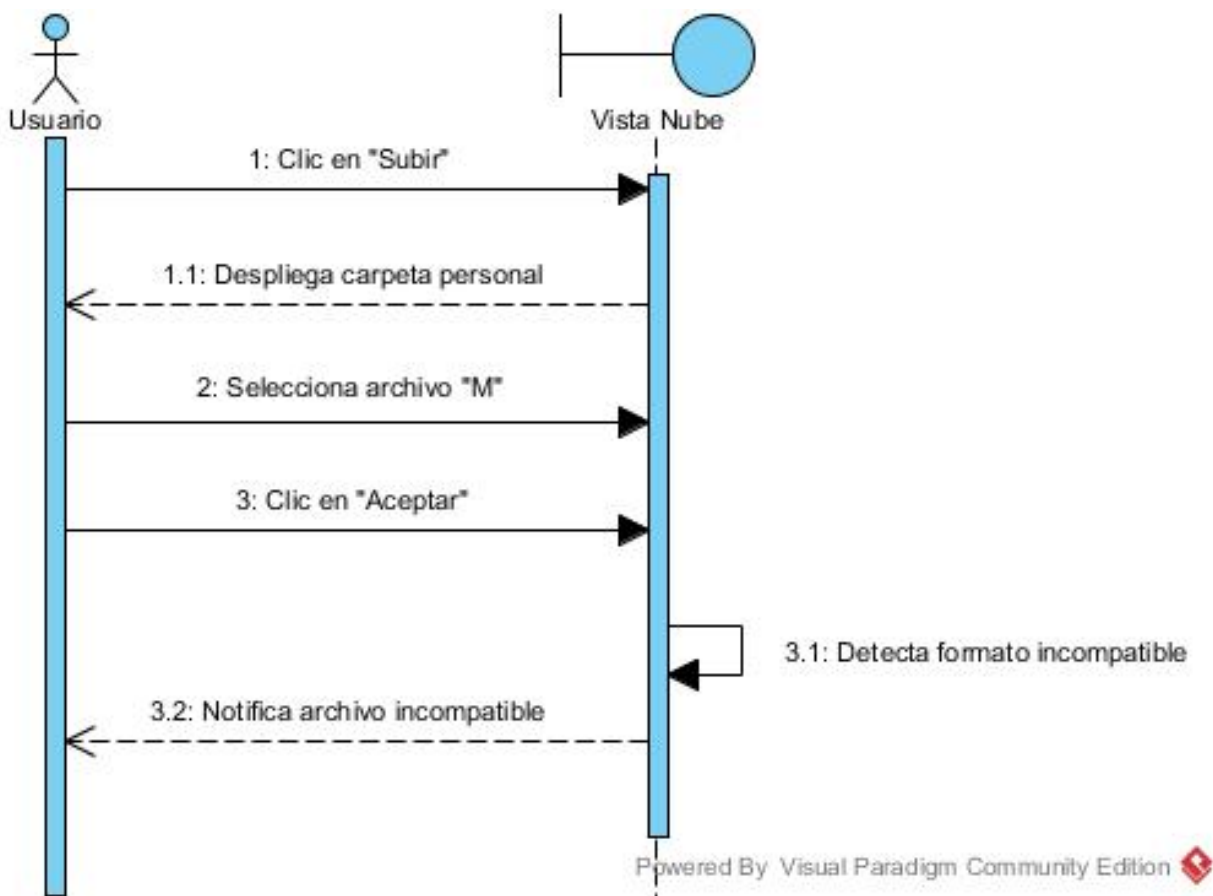 Usuario
Vista Nube
1: Clic en "Subir"
1.1: Despliega carpeta personal
2: Selecciona archivo "M"
3: Clic en "Aceptar"
3.1: Detecta formato incompatible
3.2: Notifica archivo incompatible
Powered By Visual Paradigm Community Edition